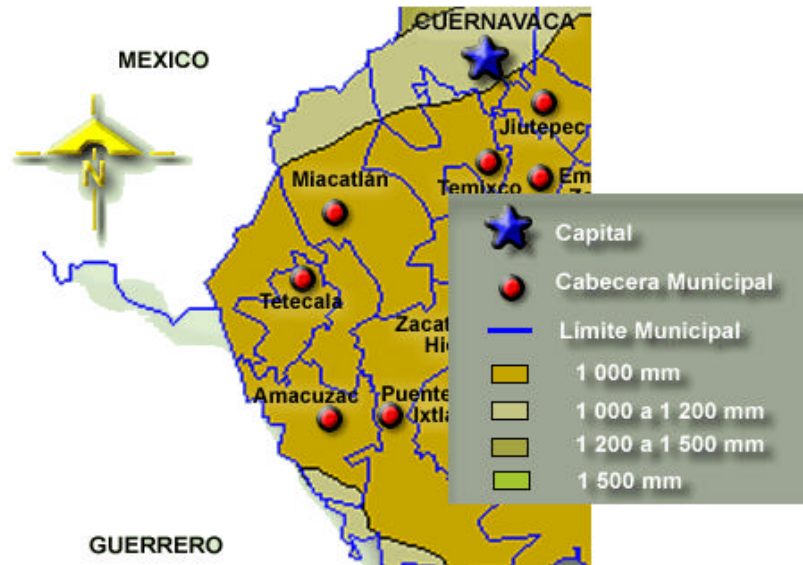 CUERNAVACA
MEXICO
Jiutepec
N
Miacatlán
Temixco
Capital
Cabecera Municipal
Tetecala
Límite Municipal
1 000 mm
Amacuzac
Puente
1 000 a 1 200 mm
1 200 a 1 500 mm
1 500 mm
GUERRERO